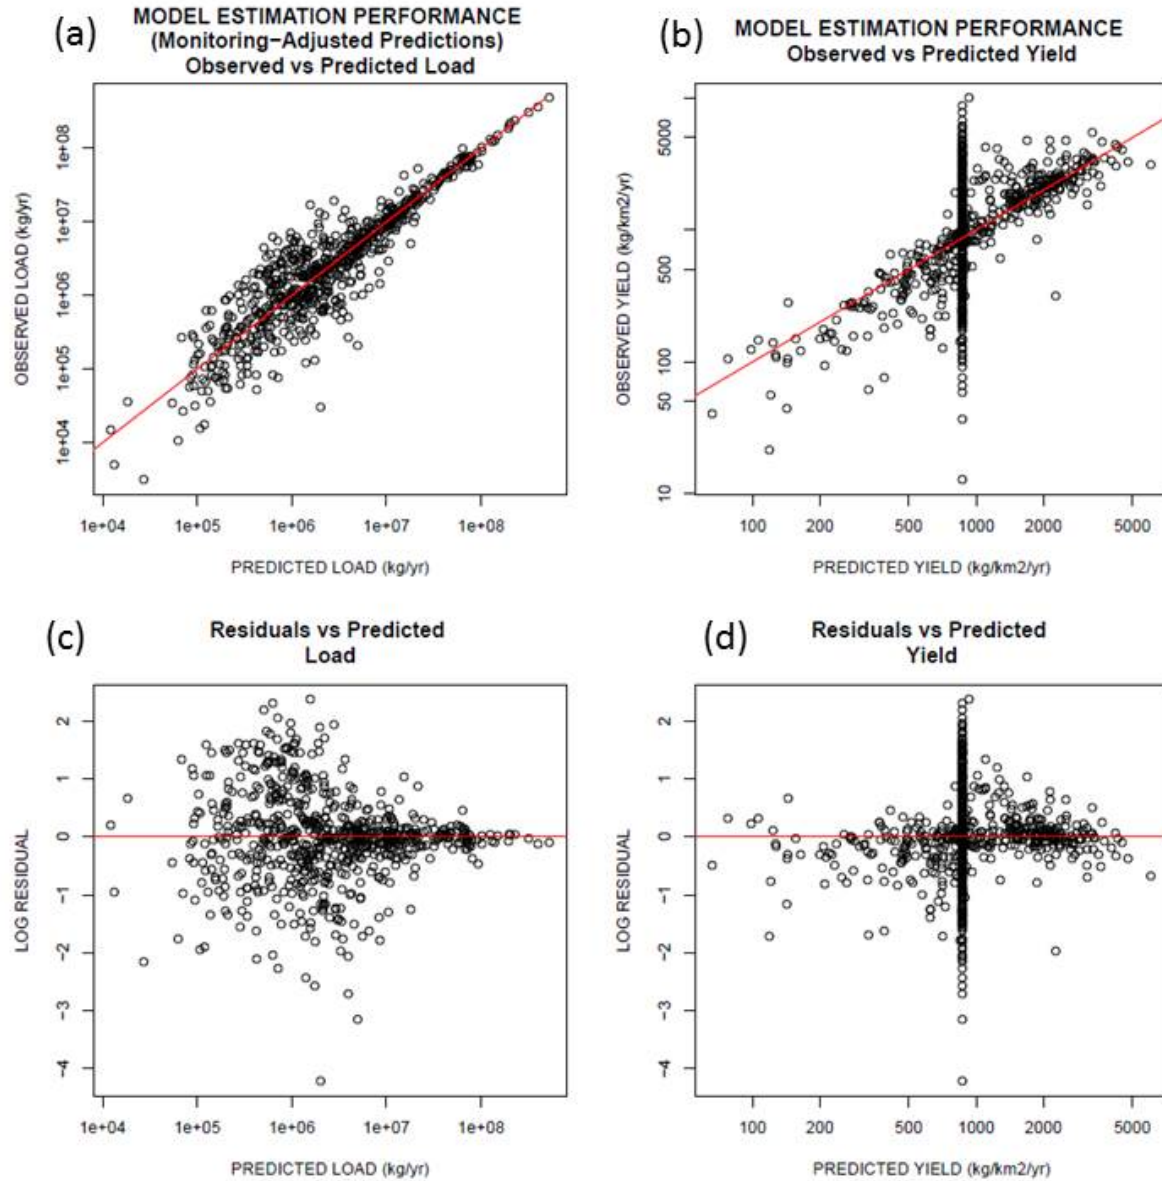 (a)
MODEL ESTIMATION PERFORMANCE
(Monitoring−Adjusted Predictions)
Observed vs Predicted Load
OBSERVED LOAD (kg/yr)
1e+08
1e+07
1e+06
1e+05
1e+04
1e+04 1e+05 1e+06 1e+07 1e+08
PREDICTED LOAD (kg/yr)
(b)
MODEL ESTIMATION PERFORMANCE
Observed vs Predicted Yield
OBSERVED YIELD (kg/km2/yr)
5000
500
100
50
10
100 200 500 1000 2000 5000
PREDICTED YIELD (kg/km2/yr)
(c)
Residuals vs Predicted
Load
LOG RESIDUAL
2
1
0
−1
−2
−3
−4
1e+04 1e+05 1e+06 1e+07 1e+08
PREDICTED LOAD (kg/yr)
(d)
Residuals vs Predicted
Yield
LOG RESIDUAL
2
1
0
−1
−2
−3
−4
100 200 500 1000 2000 5000
PREDICTED YIELD (kg/km2/yr)